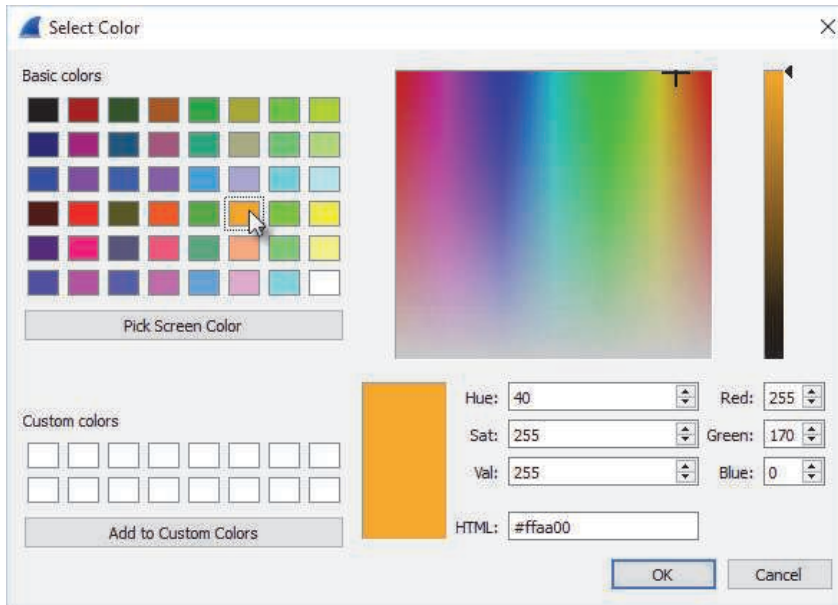 Select Color
Basic colors
Pick Screen Color
Custom colors
Add to Custom Colors
Hue: 40
Red: 255
Sat: 255
Green: 170
Val: 255
Blue: 0
HTML: #ffaa00
OK
Cancel